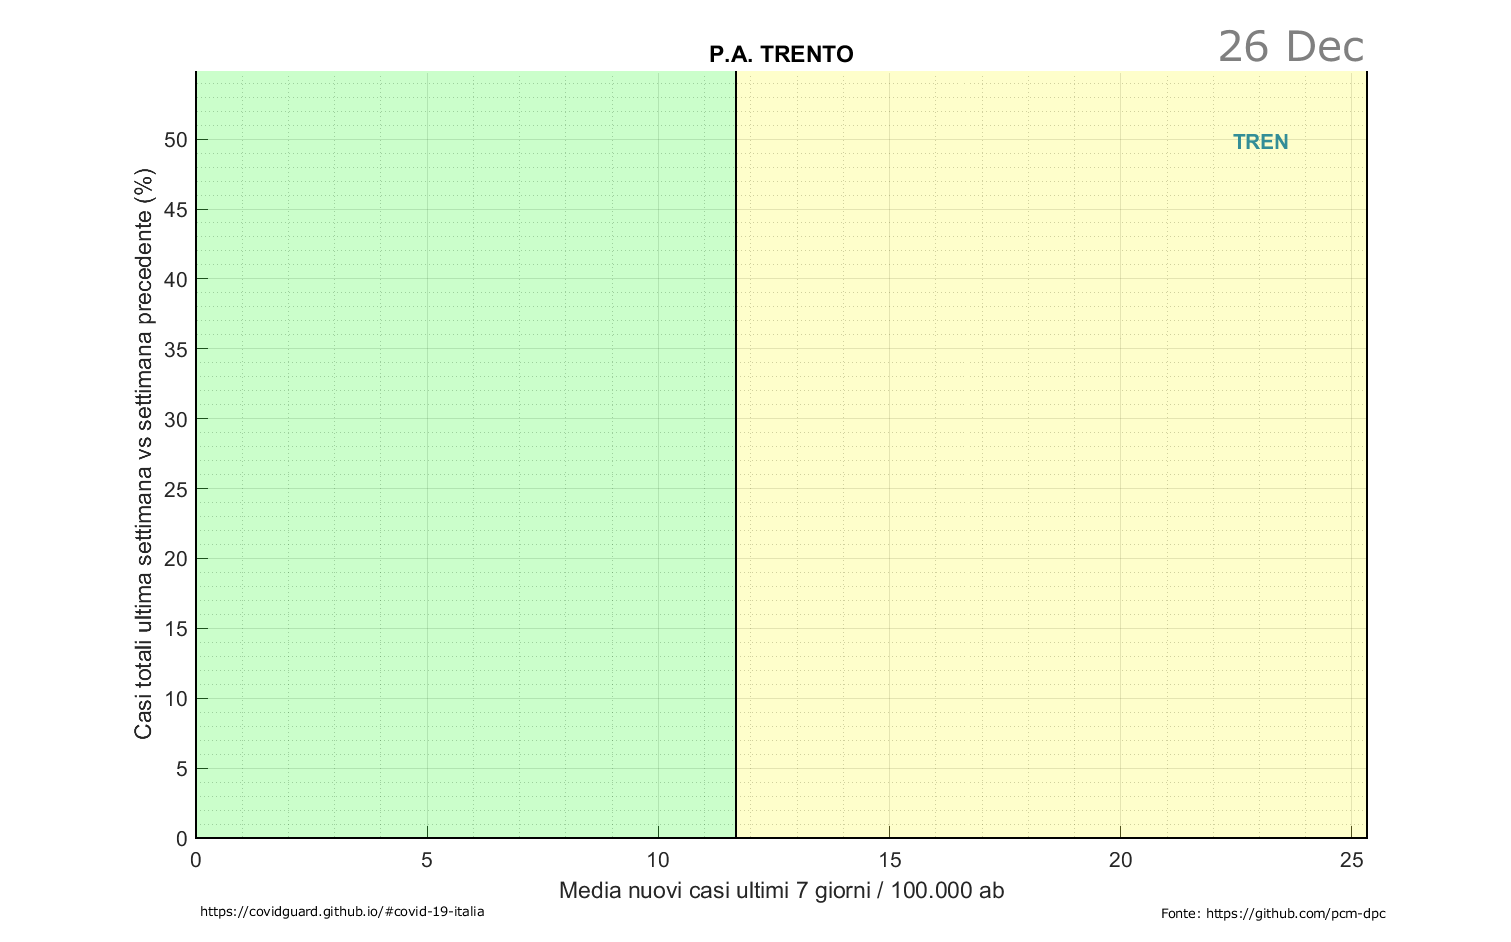 26 Dec
P.A. TRENTO
TREN
50
45
40
35
30
25
20
15
10
5
0
Casi totali ultima settimana vs settimana precedente (%)
0 5 10 15 20 25
Media nuovi casi ultimi 7 giorni / 100.000 ab
https://covidguard.github.io/#covid-19-italia
Fonte: https://github.com/pcm-dpc